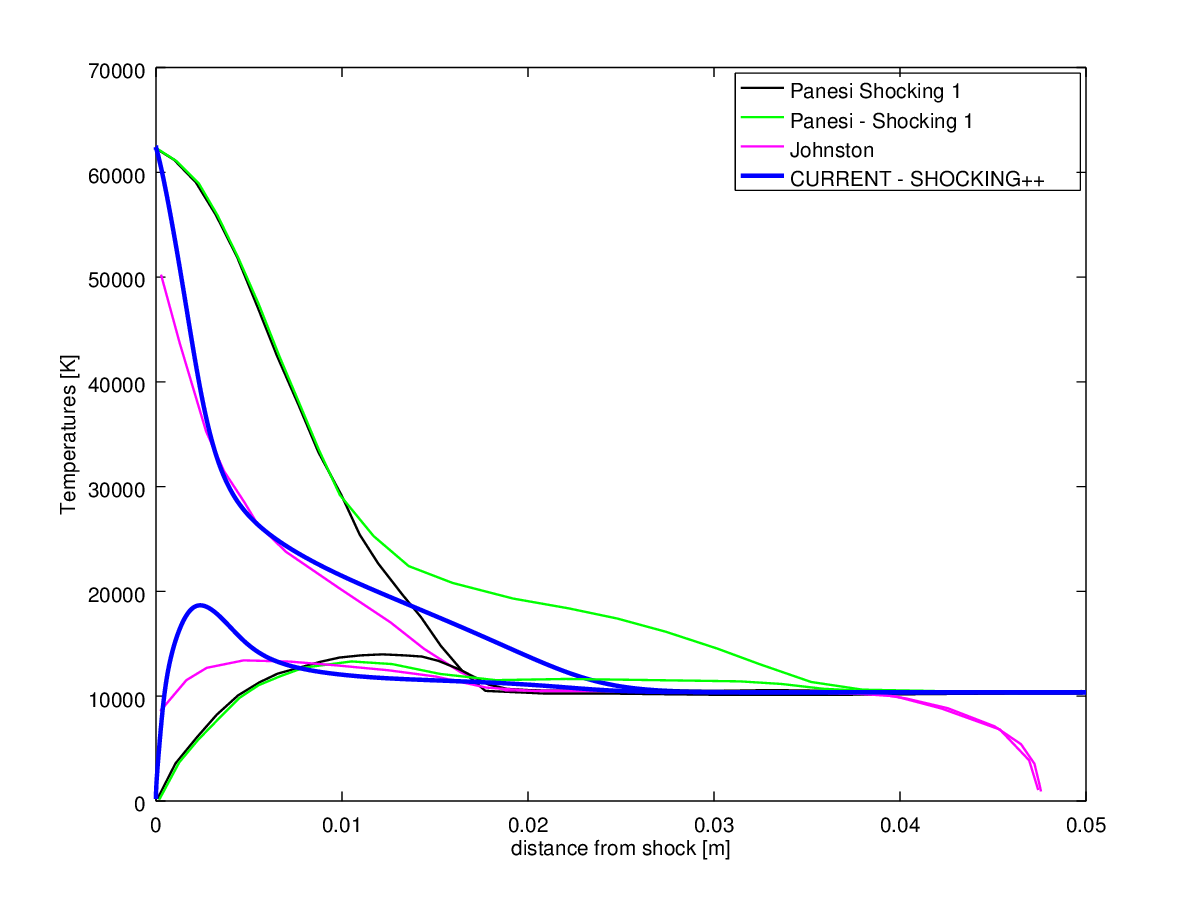 70000
60000
50000
40000
30000
20000
10000
0
Temperatures [K]
Panesi Shocking 1
Panesi - Shocking 1
Johnston
CURRENT - SHOCKING++
0 0.01 0.02 0.03 0.04 0.05
distance from shock [m]